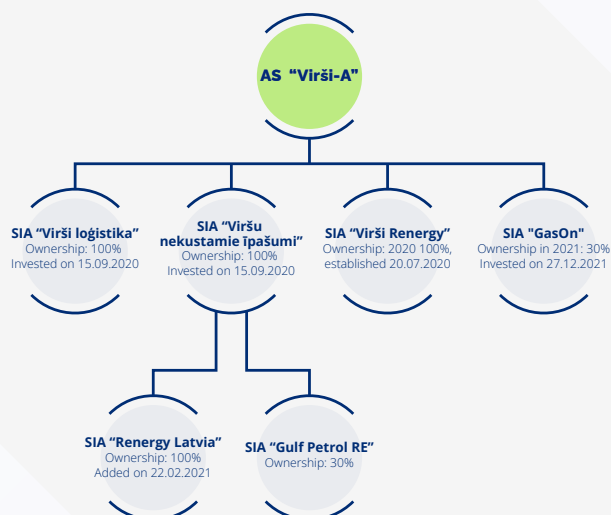 AS “Virši-A”
SIA “Virši loģistika”
Ownership: 100%
Invested on 15.09.2020
SIA “Viršu
nekustamie īpašumi”
Ownership: 100%
Invested on 15.09.2020
SIA “Virši Renergy”
Ownership: 2020 100%,
established 20.07.2020
SIA "GasOn"
Ownership in 2021: 30%
Invested on 27.12.2021
SIA “Renergy Latvia”
Ownership: 100%
Added on 22.02.2021
SIA “Gulf Petrol RE”
Ownership: 30%